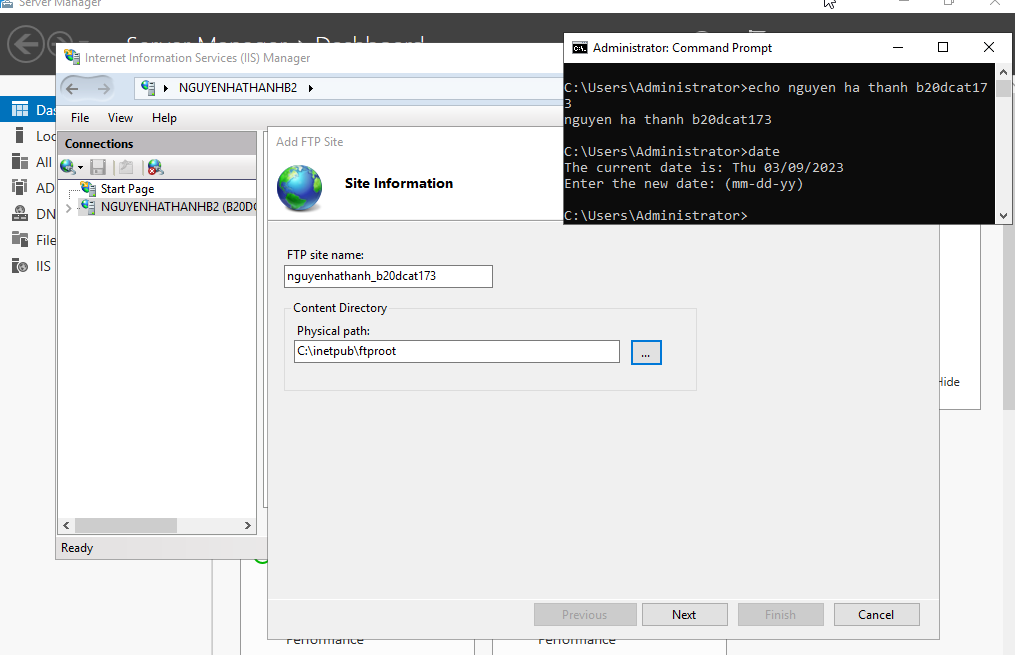 Server Manager
Server Manager › Dashboard
Internet Information Services (IIS) Manager
NGUYENHATHANHB2
File View Help
Connections
Start Page
NGUYENHATHANHB2 (B20DC
Ready
Das
Loc
All
AD
DN
File
IIS
Add FTP Site
Site Information
FTP site name:
nguyenhathanh_b20dcat173
Content Directory
Physical path:
C:\inetpub\ftproot
...
Previous
Next
Finish
Cancel
Hide
Performance
Performance
Administrator: Command Prompt
C:\Users\Administrator>echo nguyen ha thanh b20dcat17
3
nguyen ha thanh b20dcat173
C:\Users\Administrator>date
The current date is: Thu 03/09/2023
Enter the new date: (mm-dd-yy)
C:\Users\Administrator>